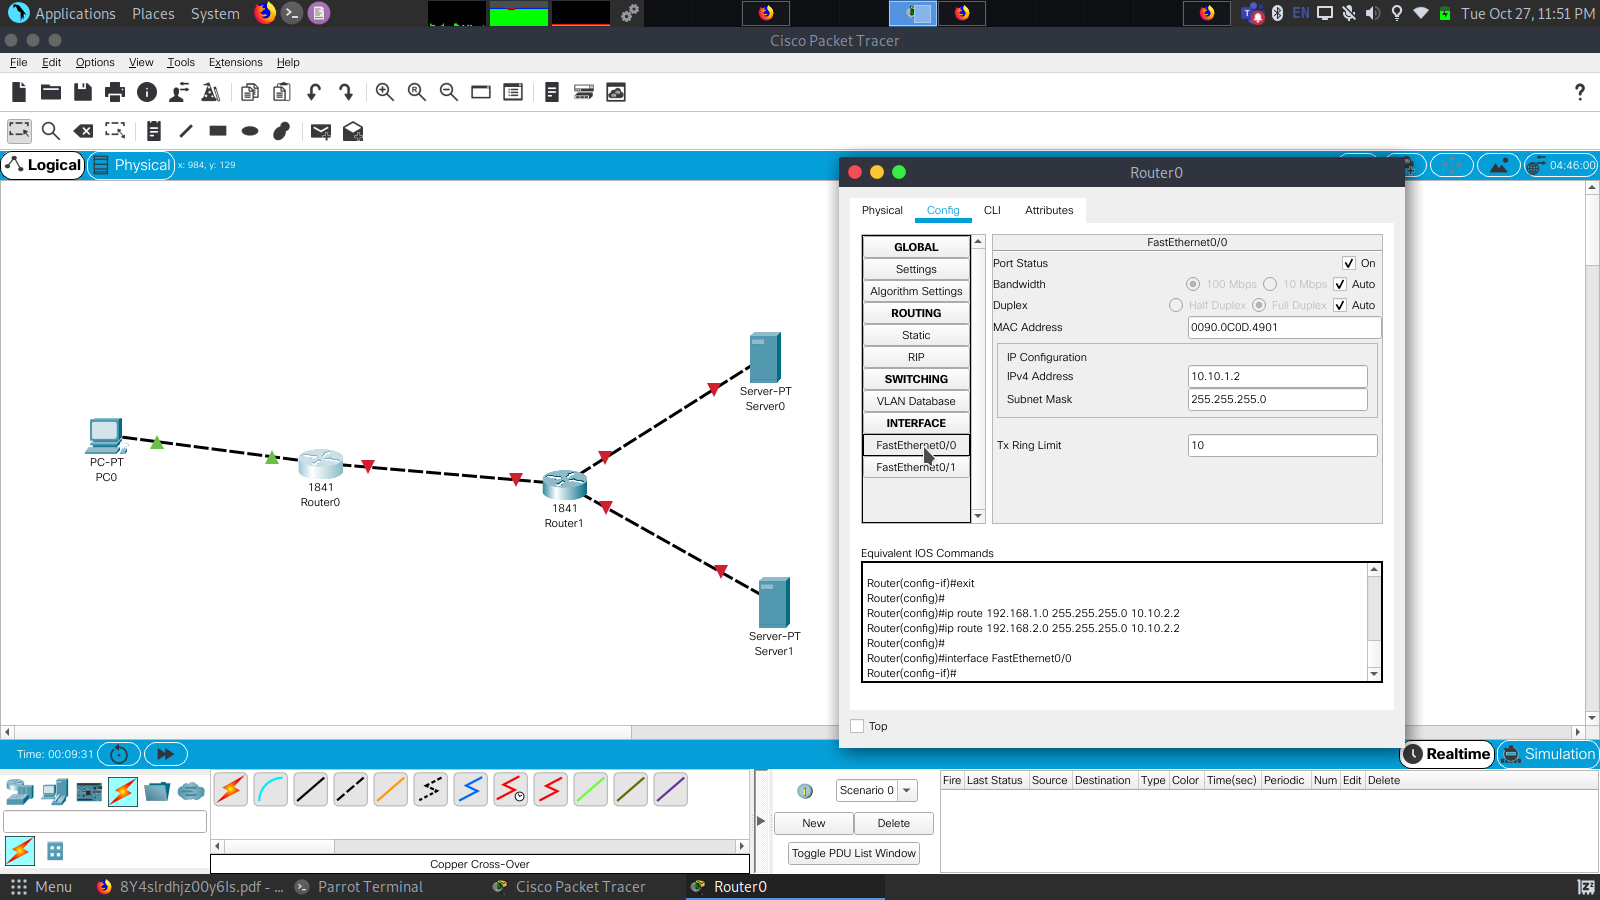 Applications Places System
EN Tue Oct 27, 11:51 PM
Cisco Packet Tracer
File Edit Options View Tools Extensions Help
?
Logical Physical x: 984, y: 129
04:46:00
Router0
Physical Config CLI Attributes
GLOBAL
Settings
Algorithm Settings
ROUTING
Static
RIP
SWITCHING
VLAN Database
INTERFACE
FastEthernet0/0
FastEthernet0/1
FastEthernet0/0
Port Status On
Bandwidth 100 Mbps 10 Mbps Auto
Duplex Half Duplex Full Duplex Auto
MAC Address 0090.0C0D.4901
IP Configuration
IPv4 Address 10.10.1.2
Subnet Mask 255.255.255.0
Tx Ring Limit 10
Equivalent IOS Commands
Router(config-if)#exit
Router(config)#
Router(config)#ip route 192.168.1.0 255.255.255.0 10.10.2.2
Router(config)#ip route 192.168.2.0 255.255.255.0 10.10.2.2
Router(config)#
Router(config)#interface FastEthernet0/0
Router(config-if)#
Top
PC-PT
PC0
1841
Router0
1841
Router1
Server-PT
Server0
Server-PT
Server1
Time: 00:09:31
Realtime Simulation
Scenario 0
New Delete
Toggle PDU List Window
Fire Last Status Source Destination Type Color Time(sec) Periodic Num Edit Delete
Copper Cross-Over
Menu 8Y4slrdhjz00y6Is.pdf - ... Parrot Terminal Cisco Packet Tracer Router0